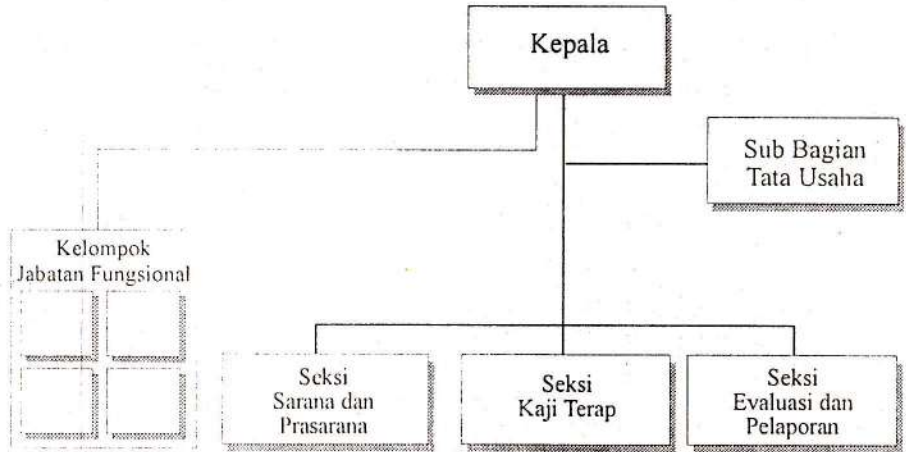 Kepala
Sub Bagian
Tata Usaha
Kelompok
Jabatan Fungsional
Seksi
Sarana dan
Prasarana
Seksi
Kaji Terap
Seksi
Evaluasi dan
Pelaporan